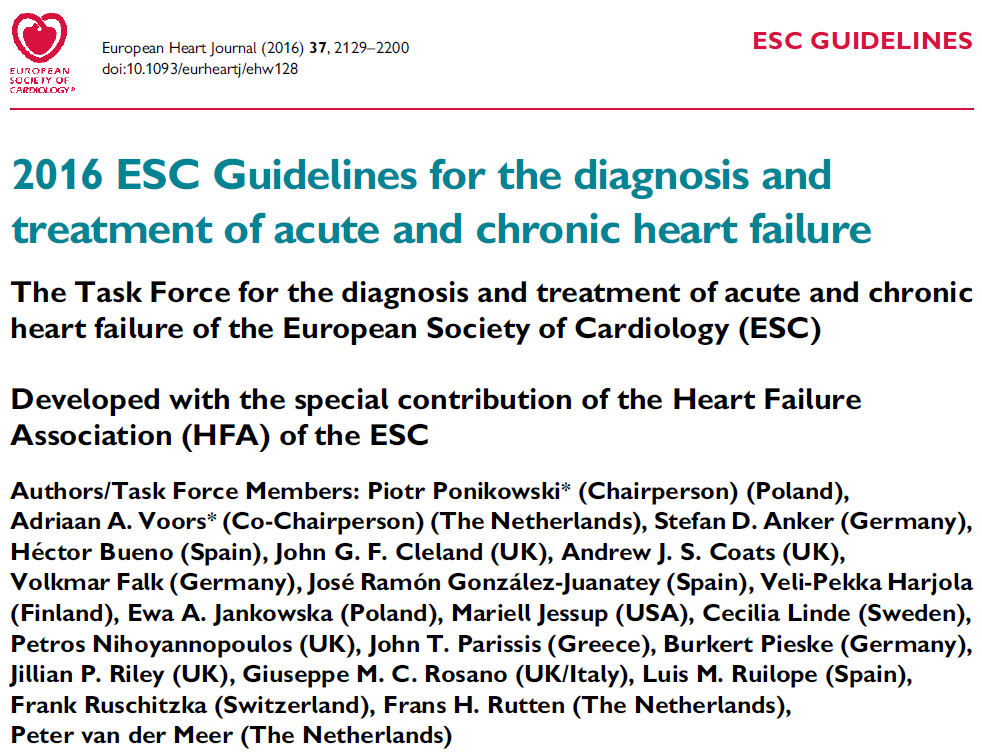 European Heart Journal (2016) 37, 2129–2200
doi:10.1093/eurheartj/ehw128
ESC GUIDELINES
EUROPEAN
SOCIETY OF
CARDIOLOGY®
2016 ESC Guidelines for the diagnosis and
treatment of acute and chronic heart failure
The Task Force for the diagnosis and treatment of acute and chronic
heart failure of the European Society of Cardiology (ESC)
Developed with the special contribution of the Heart Failure
Association (HFA) of the ESC
Authors/Task Force Members: Piotr Ponikowski* (Chairperson) (Poland),
Adriaan A. Voors* (Co-Chairperson) (The Netherlands), Stefan D. Anker (Germany),
Héctor Bueno (Spain), John G. F. Cleland (UK), Andrew J. S. Coats (UK),
Volkmar Falk (Germany), José Ramón González-Juanatey (Spain), Veli-Pekka Harjola
(Finland), Ewa A. Jankowska (Poland), Mariell Jessup (USA), Cecilia Linde (Sweden),
Petros Nihoyannopoulos (UK), John T. Parissis (Greece), Burkert Pieske (Germany),
Jillian P. Riley (UK), Giuseppe M. C. Rosano (UK/Italy), Luis M. Ruilope (Spain),
Frank Ruschitzka (Switzerland), Frans H. Rutten (The Netherlands),
Peter van der Meer (The Netherlands)